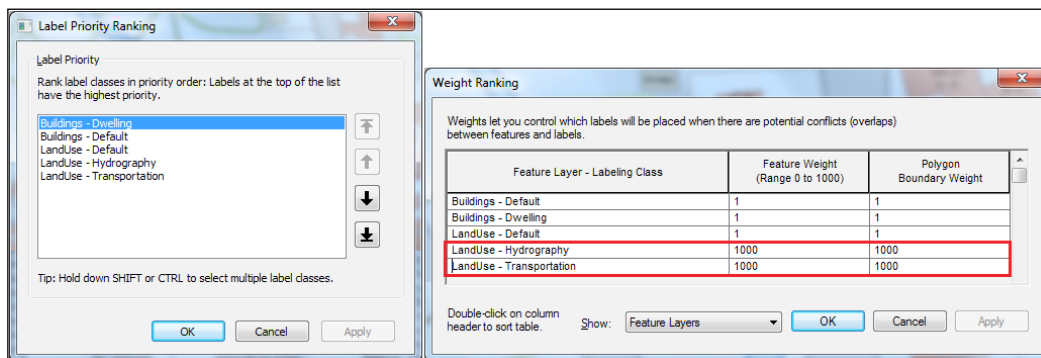 Label Priority Ranking
Label Priority
Rank label classes in priority order: Labels at the top of the list
have the highest priority.
Buildings - Dwelling
Buildings - Default
LandUse - Default
LandUse - Hydrography
LandUse - Transportation
Tip: Hold down SHIFT or CTRL to select multiple label classes.
OK Cancel Apply
Weight Ranking
Weights let you control which labels will be placed when there are potential conflicts (overlaps)
between features and labels.
Feature Layer - Labeling Class
Feature Weight
(Range 0 to 1000)
Polygon
Boundary Weight
Buildings - Default 1 1
Buildings - Dwelling 1 1
LandUse - Default 1 1
LandUse - Hydrography 1000 1000
LandUse - Transportation 1000 1000
Double-click on column
header to sort table.
Show: Feature Layers OK Cancel Apply